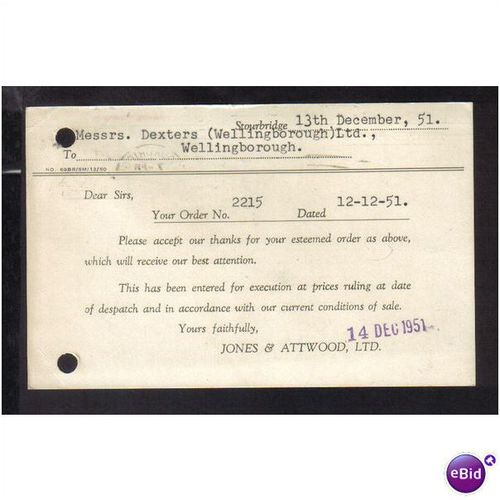 Stourbridge 13th December, 51.
Messrs. Dexters (Wellingborough)Ltd.,
To Wellingborough.
Dear Sirs,
Your Order No. 2215 Dated 12-12-51.
Please accept our thanks for your esteemed order as above,
which will receive our best attention.
This has been entered for execution at prices ruling at date
of despatch and in accordance with our current conditions of sale.
Yours faithfully,
14 DEC 1951
JONES & ATTWOOD, LTD.
eBid